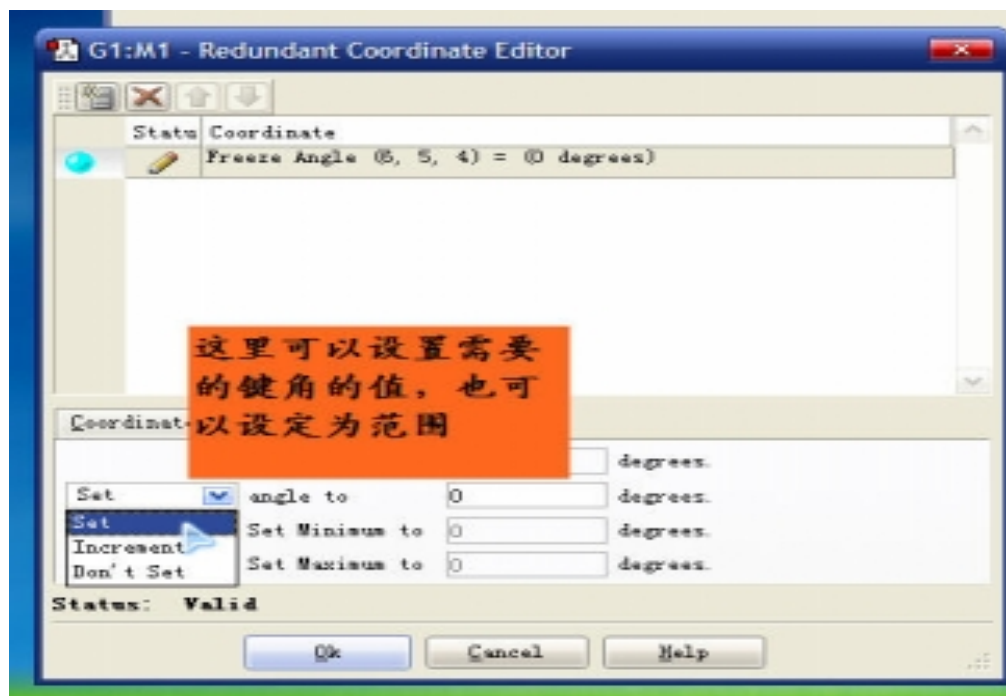 G1:M1 - Redundant Coordinate Editor
Statu Coordinate
Freeze Angle (6, 5, 4) = (0 degrees)
这里可以设置需要
的键角的值，也可
以设定为范围
Coordinat
degrees.
Set angle to 0 degrees.
Set
Set Minimum to 0 degrees.
Increment
Don't Set
Set Maximum to 0 degrees.
Status: Valid
Ok Cancel Help